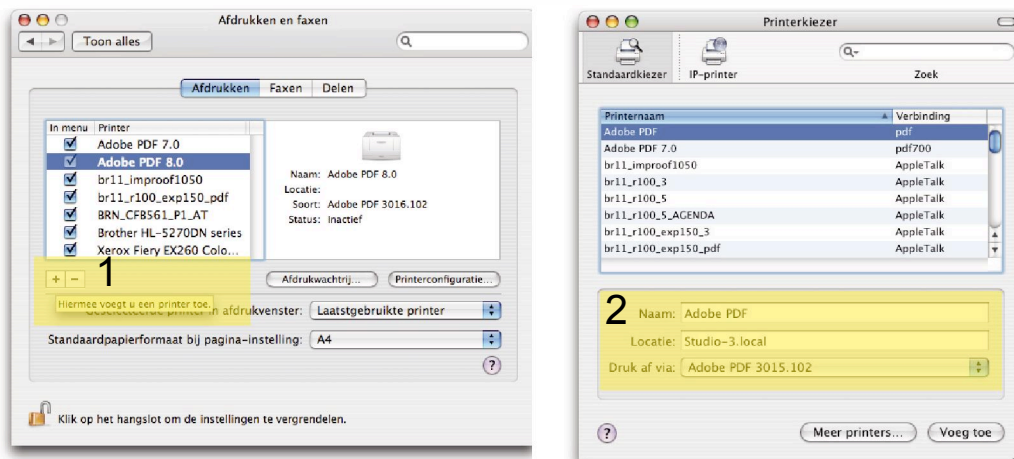 Afdrukken en faxen
Toon alles
Afdrukken Faxen Delen
In menu Printer
Adobe PDF 7.0
Adobe PDF 8.0
br11_improof1050
br11_r100_exp150_pdf
BRN_CFB561_P1_AT
Brother HL-5270DN series
Xerox Fiery EX260 Colo...
Naam: Adobe PDF 8.0
Locatie:
Soort: Adobe PDF 3016.102
Status: Inactief
1
+ −
Afdrukwachtrij... Printerconfiguratie...
Hiermee voegt u een printer toe.
Geselecteerde printer in afdrukvenster: Laatstgebruikte printer
Standaardpapierformaat bij pagina-instelling: A4
?
Klik op het hangslot om de instellingen te vergrendelen.
Printerkiezer
Standaardkiezer IP-printer Zoek
Printernaam Verbinding
Adobe PDF pdf
Adobe PDF 7.0 pdf700
br11_improof1050 AppleTalk
br11_r100_3 AppleTalk
br11_r100_5 AppleTalk
br11_r100_5_AGENDA AppleTalk
br11_r100_exp150_3 AppleTalk
br11_r100_exp150_pdf AppleTalk
2
Naam: Adobe PDF
Locatie: Studio-3.local
Druk af via: Adobe PDF 3015.102
? Meer printers... Voeg toe